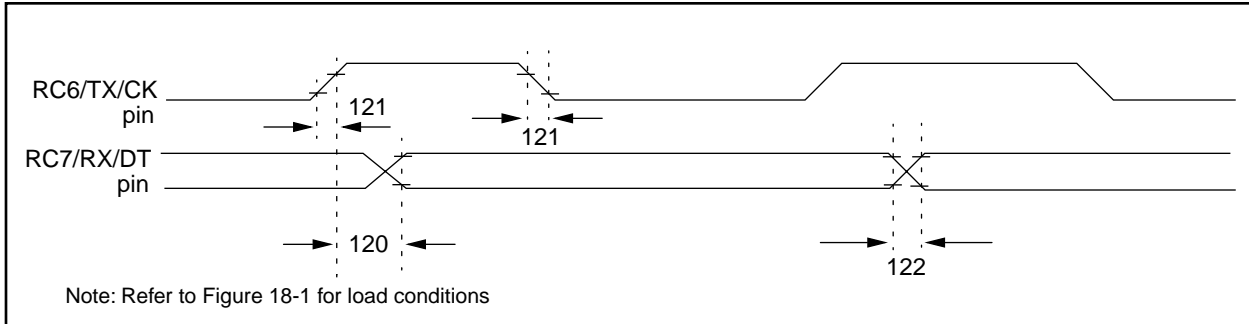 RC6/TX/CK
pin
121
121
RC7/RX/DT
pin
120
122
Note: Refer to Figure 18-1 for load conditions